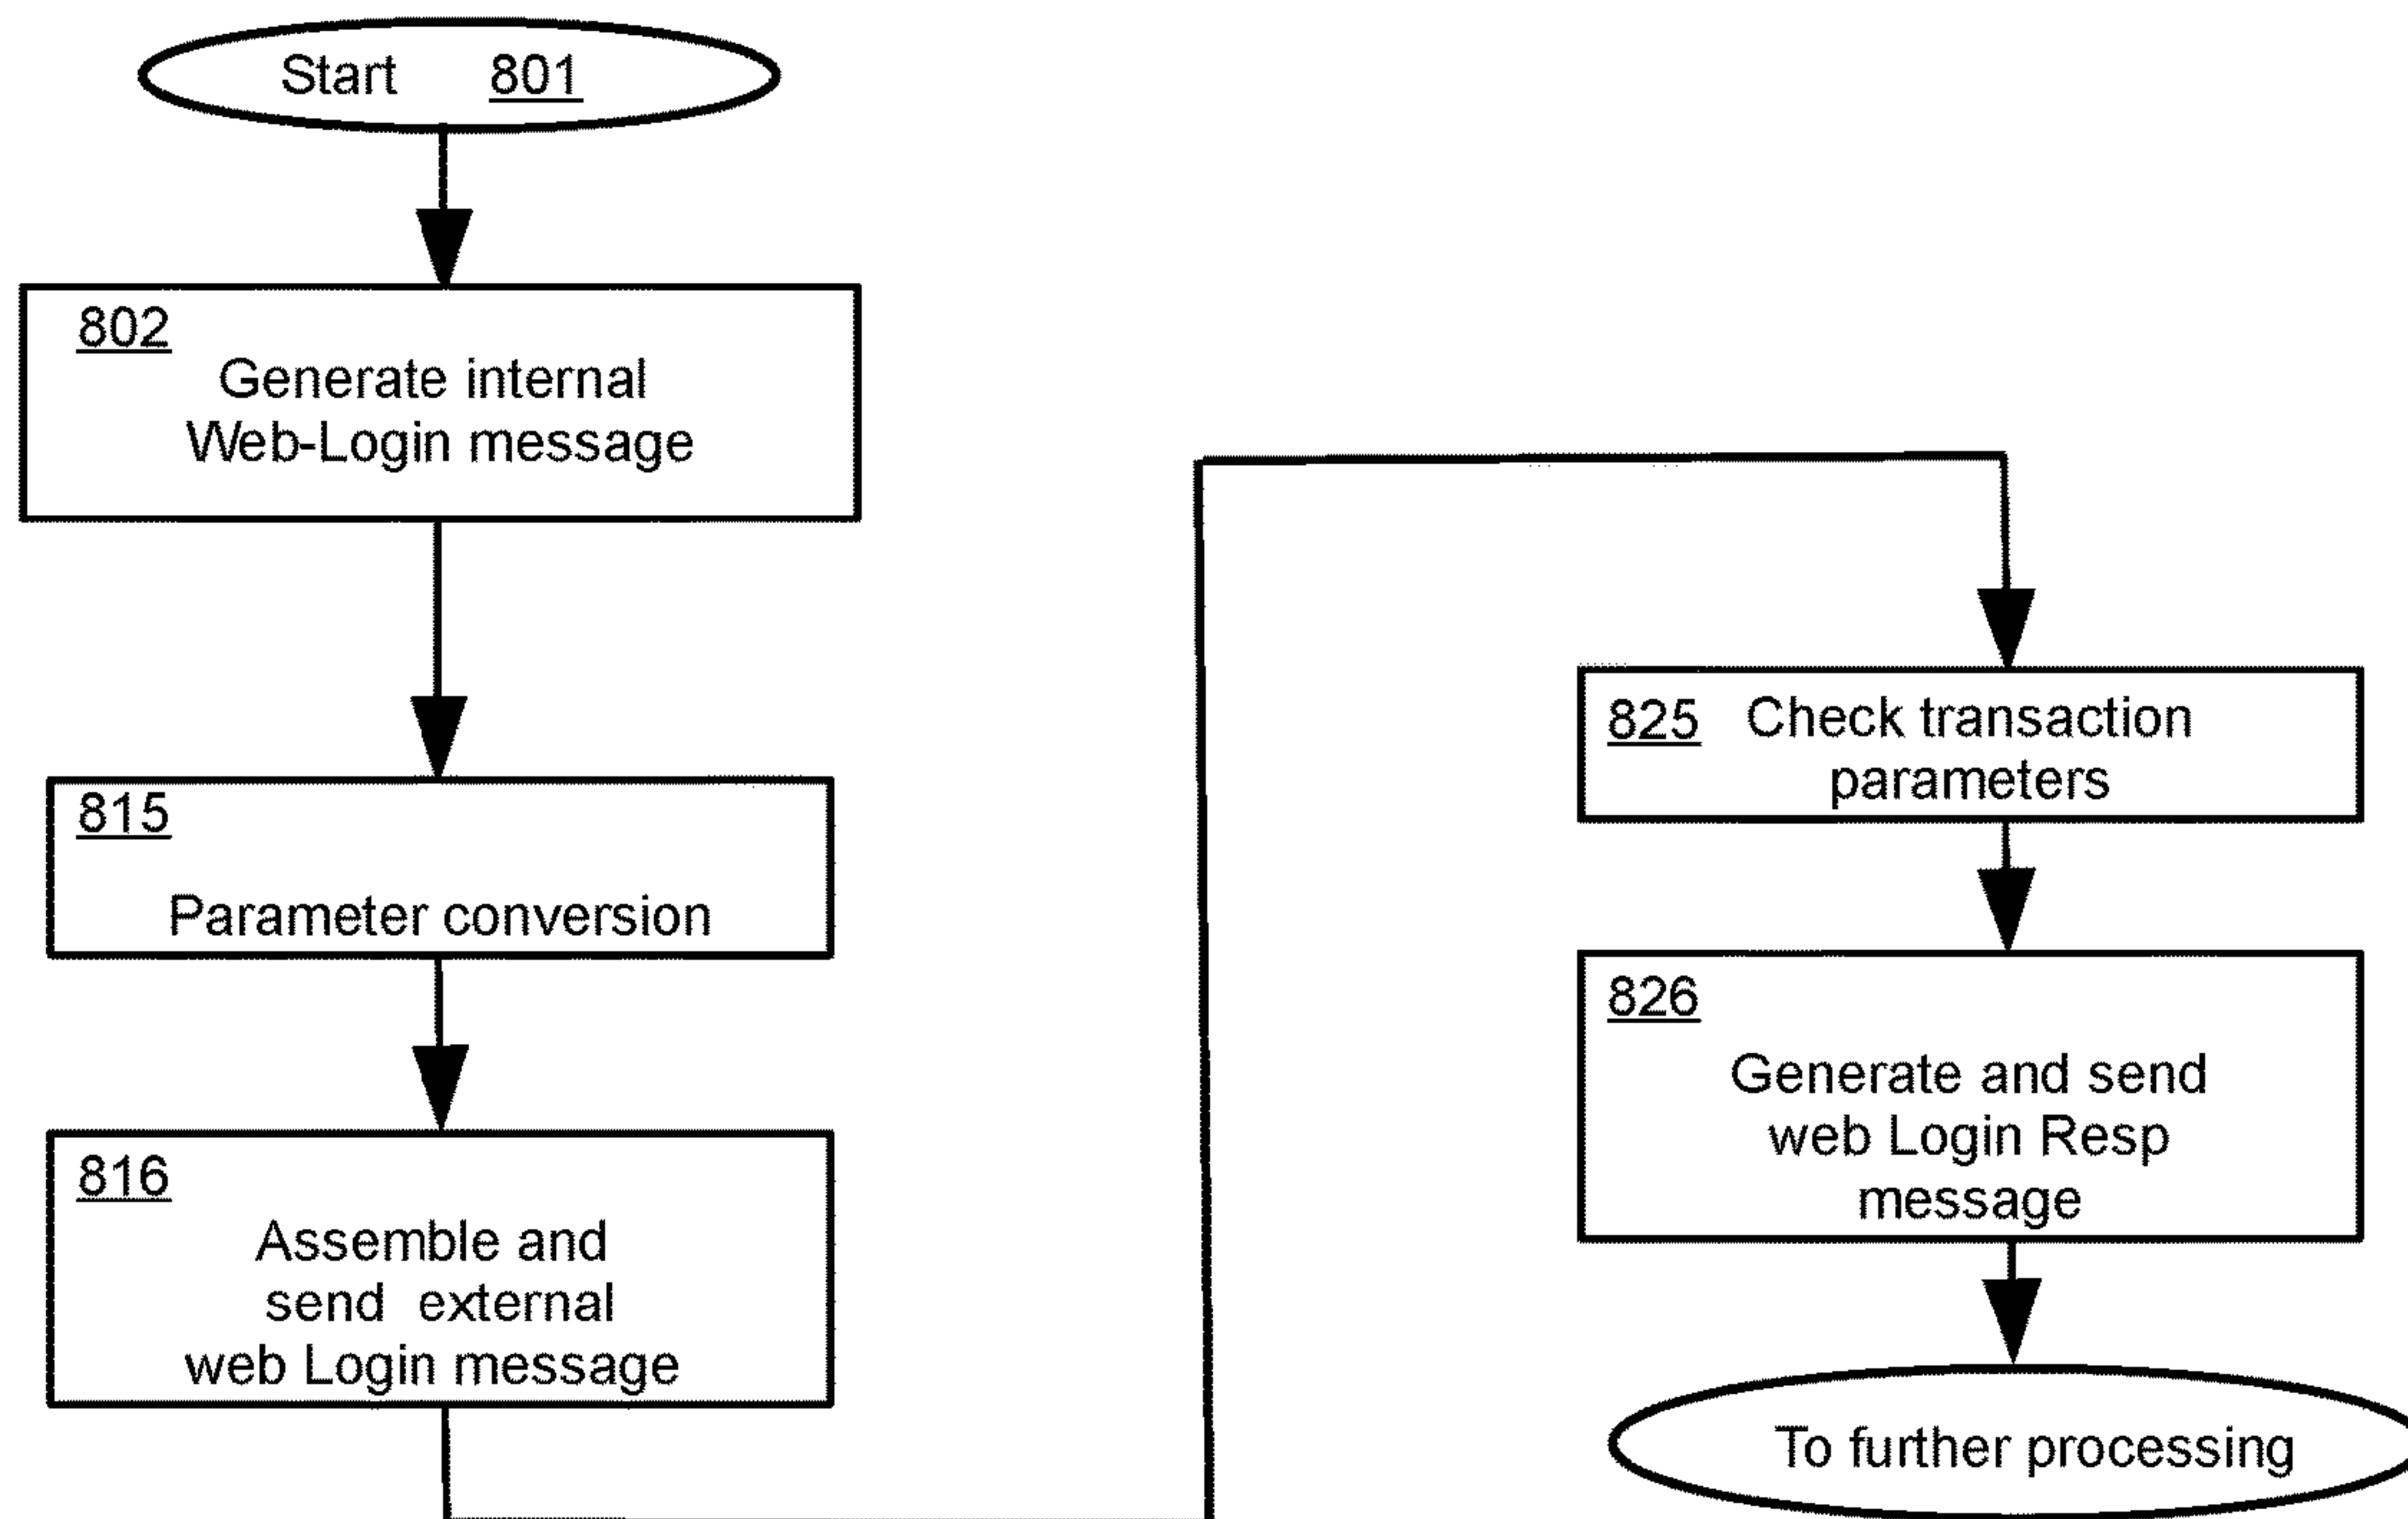 Start 801
802
Generate internal
Web-Login message
815
Parameter conversion
816
Assemble and
send external
web Login message
825 Check transaction
parameters
826
Generate and send
web Login Resp
message
To further processing